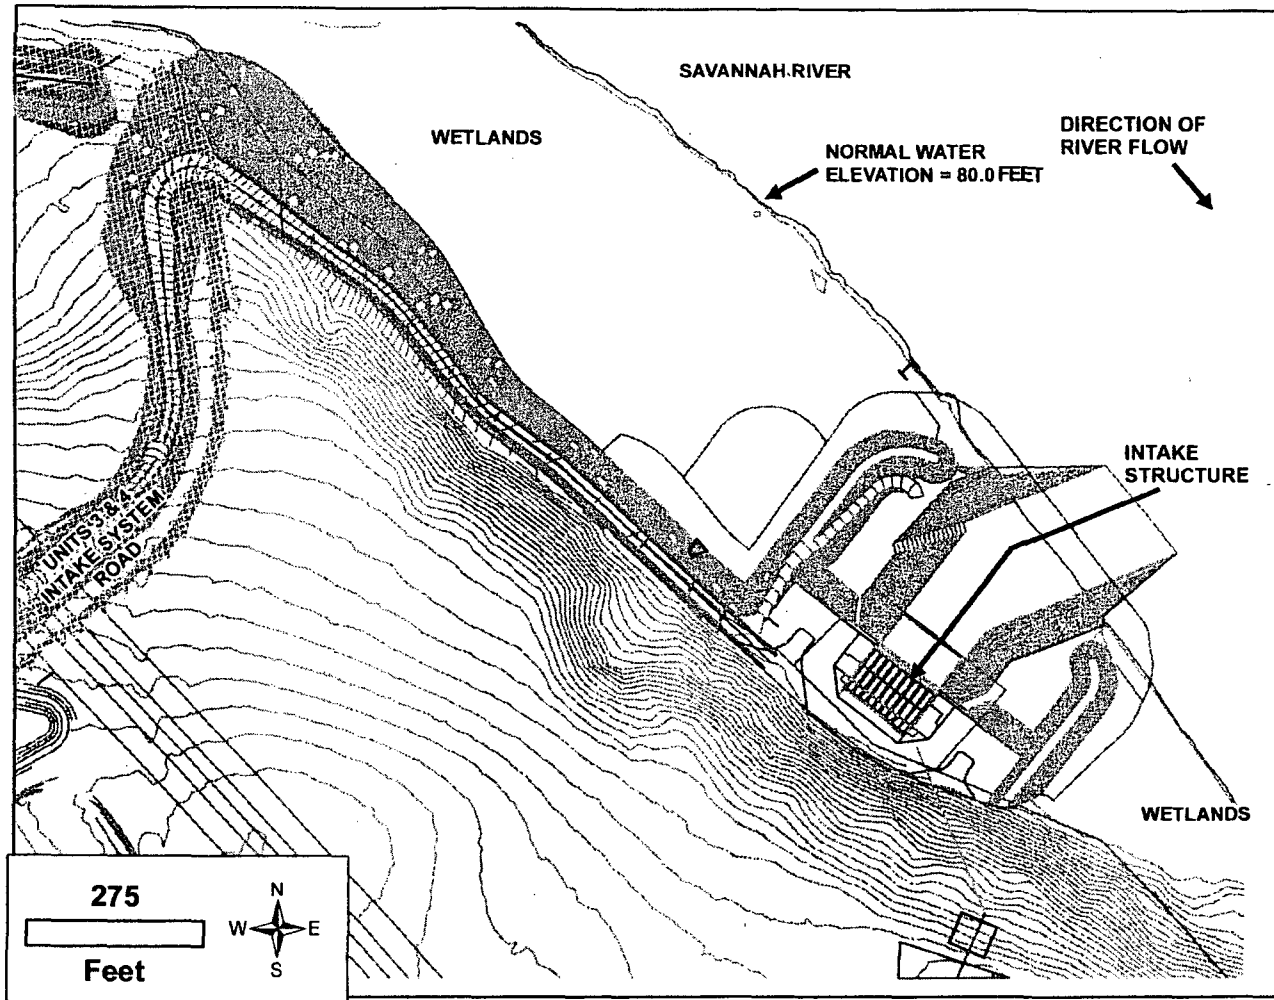 SAVANNAH RIVER
WETLANDS
DIRECTION OF
RIVER FLOW
NORMAL WATER
ELEVATION = 80.0 FEET
INTAKE
STRUCTURE
UNITS 3 & 4
INTAKE SYSTEM
ROAD
WETLANDS
275
Feet
N
W E
S